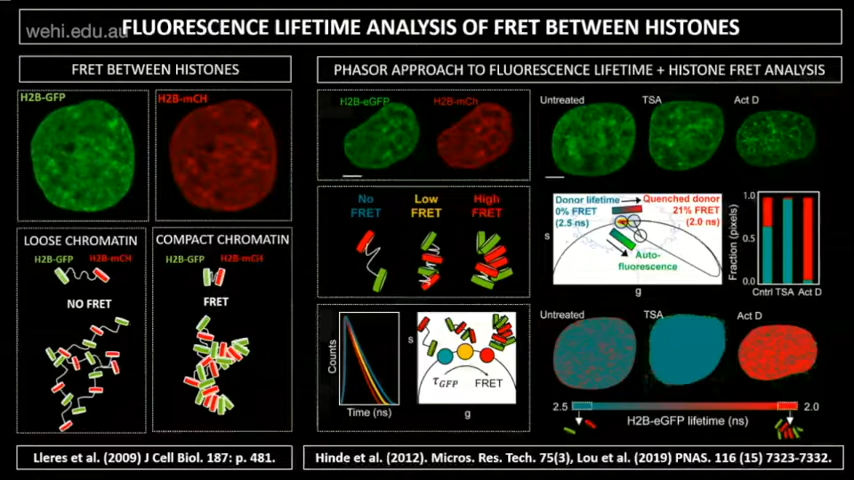 wehi.edu.au
FLUORESCENCE LIFETIME ANALYSIS OF FRET BETWEEN HISTONES
FRET BETWEEN HISTONES
H2B-GFP
H2B-mCH
LOOSE CHROMATIN
H2B-GFP
H2B-mCH
NO FRET
COMPACT CHROMATIN
H2B-GFP
H2B-mCH
FRET
Lleres et al. (2009) J Cell Biol. 187: p. 481.
PHASOR APPROACH TO FLUORESCENCE LIFETIME + HISTONE FRET ANALYSIS
H2B-eGFP
H2B-mCh
No
FRET
Low
FRET
High
FRET
Counts
Time (ns)
s
τGFP
FRET
g
Untreated
TSA
Act D
Donor lifetime
0% FRET
(2.5 ns)
Quenched donor
21% FRET
(2.0 ns)
Auto-
fluorescence
s
g
Fraction (pixels)
1.0
0.5
0.0
Cntrl TSA Act D
Untreated
TSA
Act D
2.5
2.0
H2B-eGFP lifetime (ns)
Hinde et al. (2012). Micros. Res. Tech. 75(3), Lou et al. (2019) PNAS. 116 (15) 7323-7332.